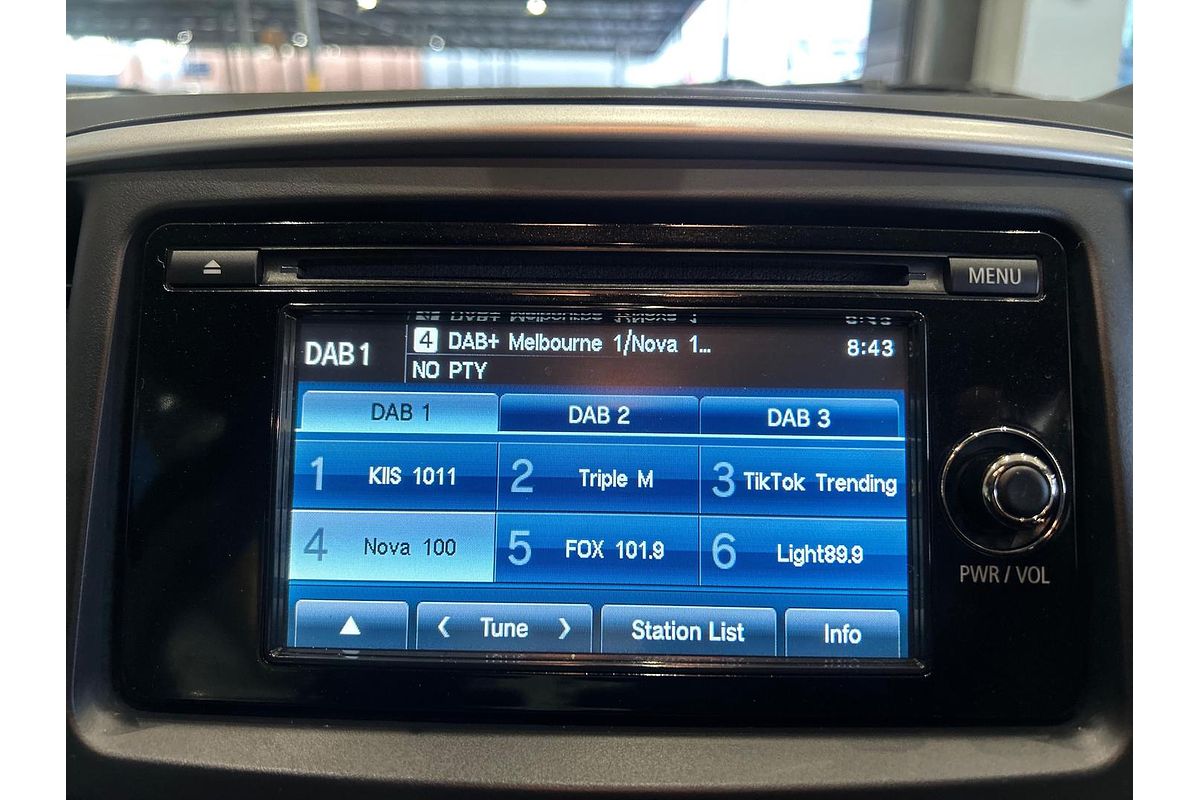 MENU
DAB1
4 DAB+ Melbourne 1/Nova 1...
8:43
NO PTY
DAB 1
DAB 2
DAB 3
1 KIIS 1011
2 Triple M
3 TikTok Trending
4 Nova 100
5 FOX 101.9
6 Light89.9
PWR / VOL
Tune
Station List
Info